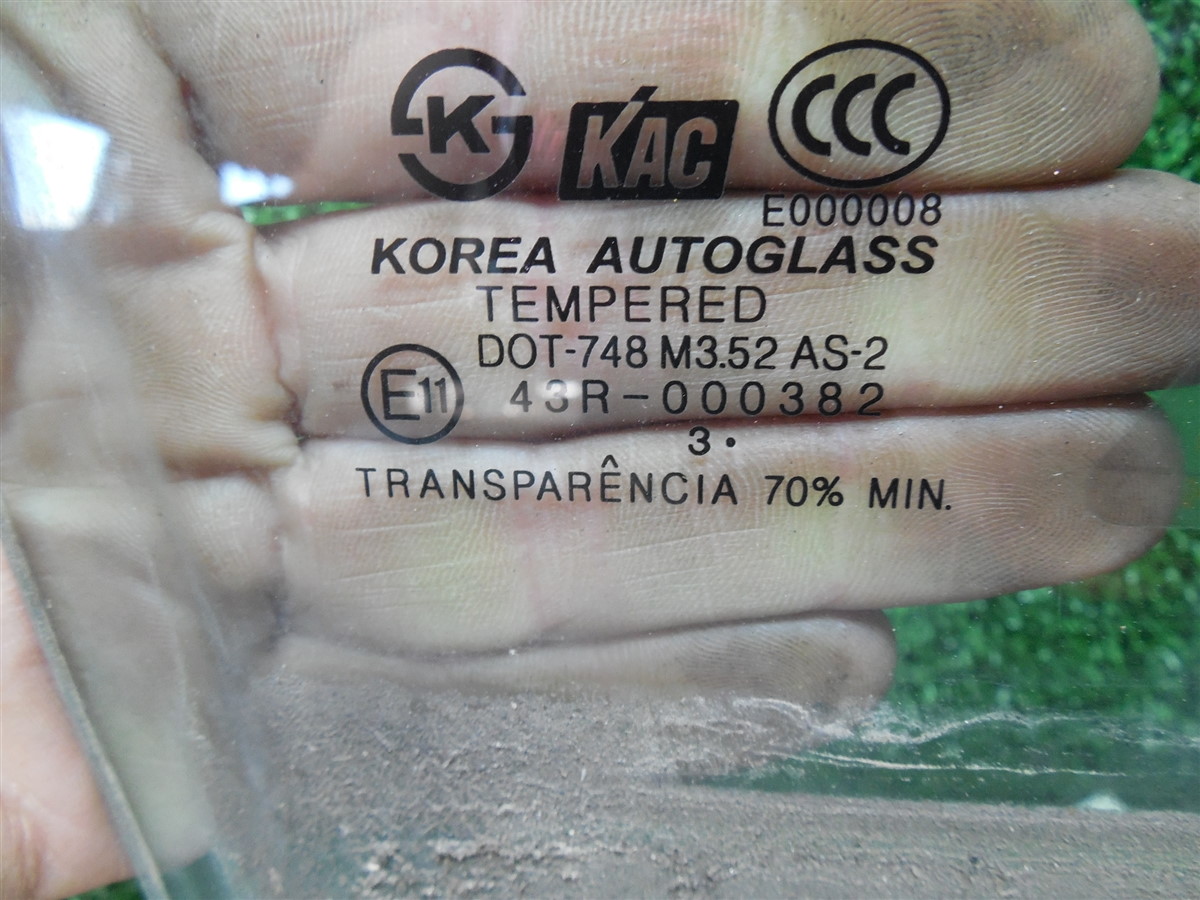 K KAC CCC
E000008
KOREA AUTOGLASS
TEMPERED
DOT-748 M3.52 AS-2
E11 43R-000382
3.
TRANSPARÊNCIA 70% MIN.